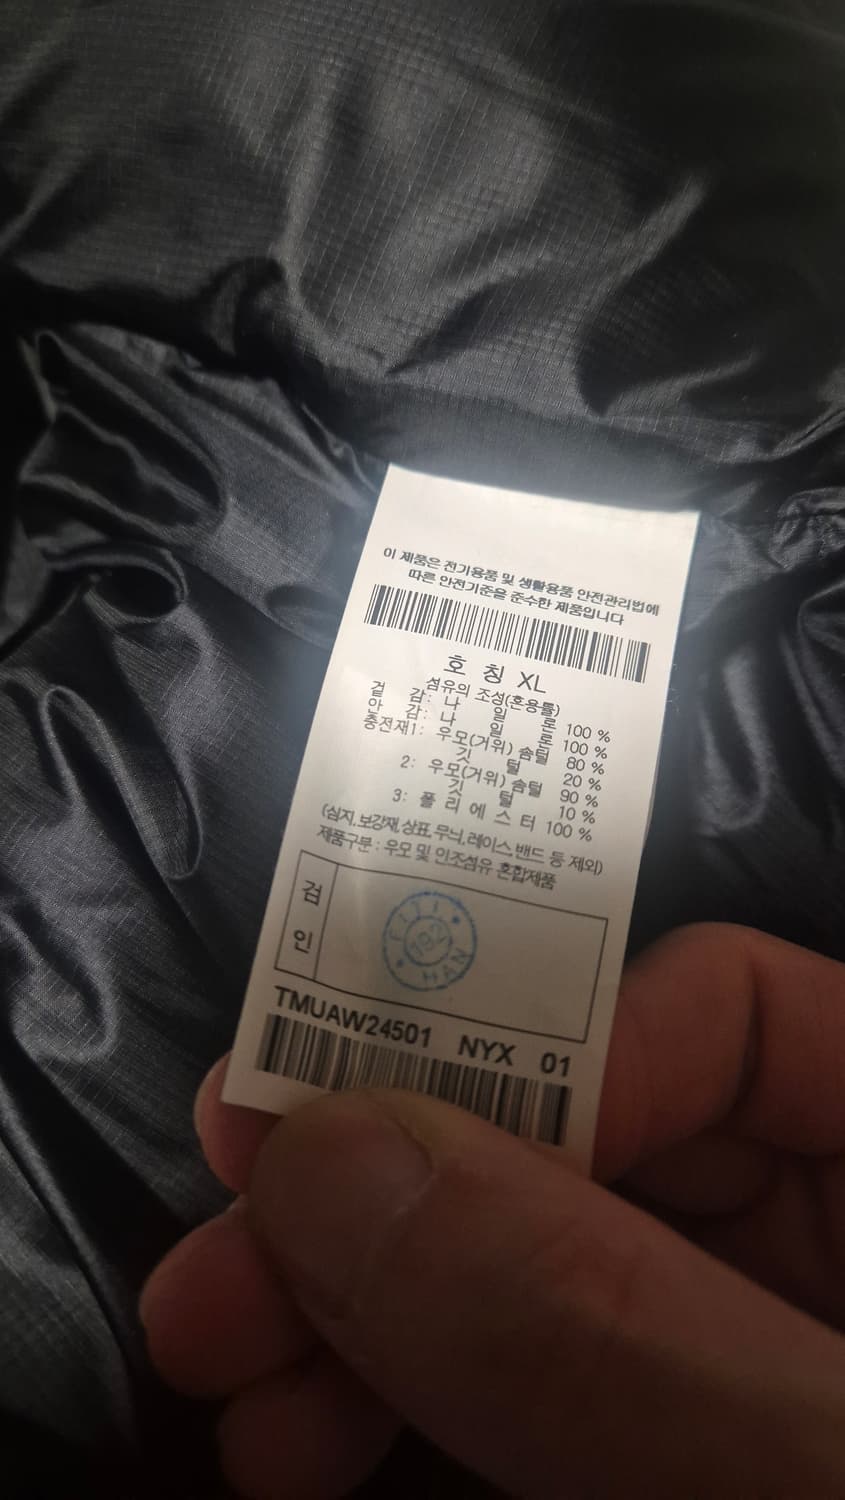 이 제품은 전기용품 및 생활용품 안전관리법에
따른 안전기준을 준수한 제품입니다
호 칭 XL
섬유의 조성(혼용률)
겉 감: 나 일 론 100 %
안 감: 나 일 론 100 %
충전재1: 우모(거위) 솜털 80 %
깃 털 20 %
2: 우모(거위) 솜털 90 %
깃 털 10 %
3: 폴 리 에 스 터 100 %
(심지,보강재,상표,무늬,레이스,밴드 등 제외)
제품구분 : 우모 및 인조섬유 혼합제품
검
인
FITI
192
HAN
TMUAW24501 NYX 01